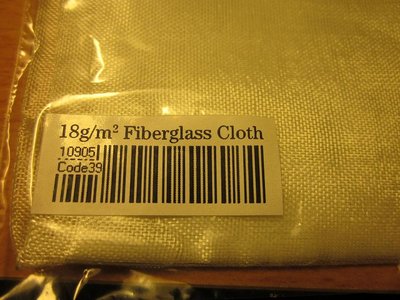 18g/m² Fiberglass Cloth
10905
Code39